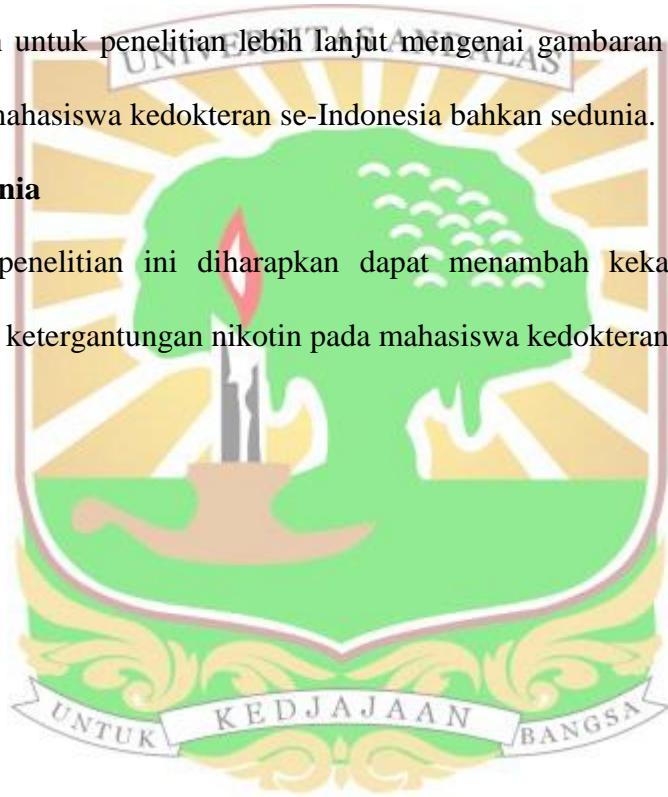 untuk penelitian lebih lanjut mengenai gambaran
UNIVERSITAS ANDALAS
mahasiswa kedokteran se-Indonesia bahkan sedunia.
nia
penelitian ini diharapkan dapat menambah keka
ketergantungan nikotin pada mahasiswa kedokteran
UNTUK KEDJAJAAN BANGSA